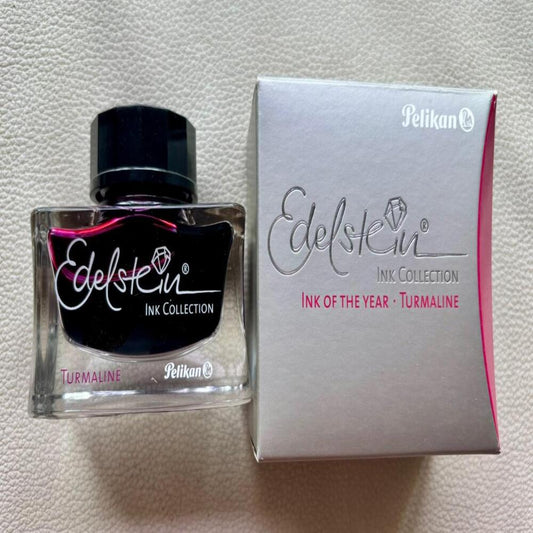 Edelstein®
INK COLLECTION
TURMALINE
Pelikan
Pelikan
Edelstein®
INK COLLECTION
INK OF THE YEAR · TURMALINE